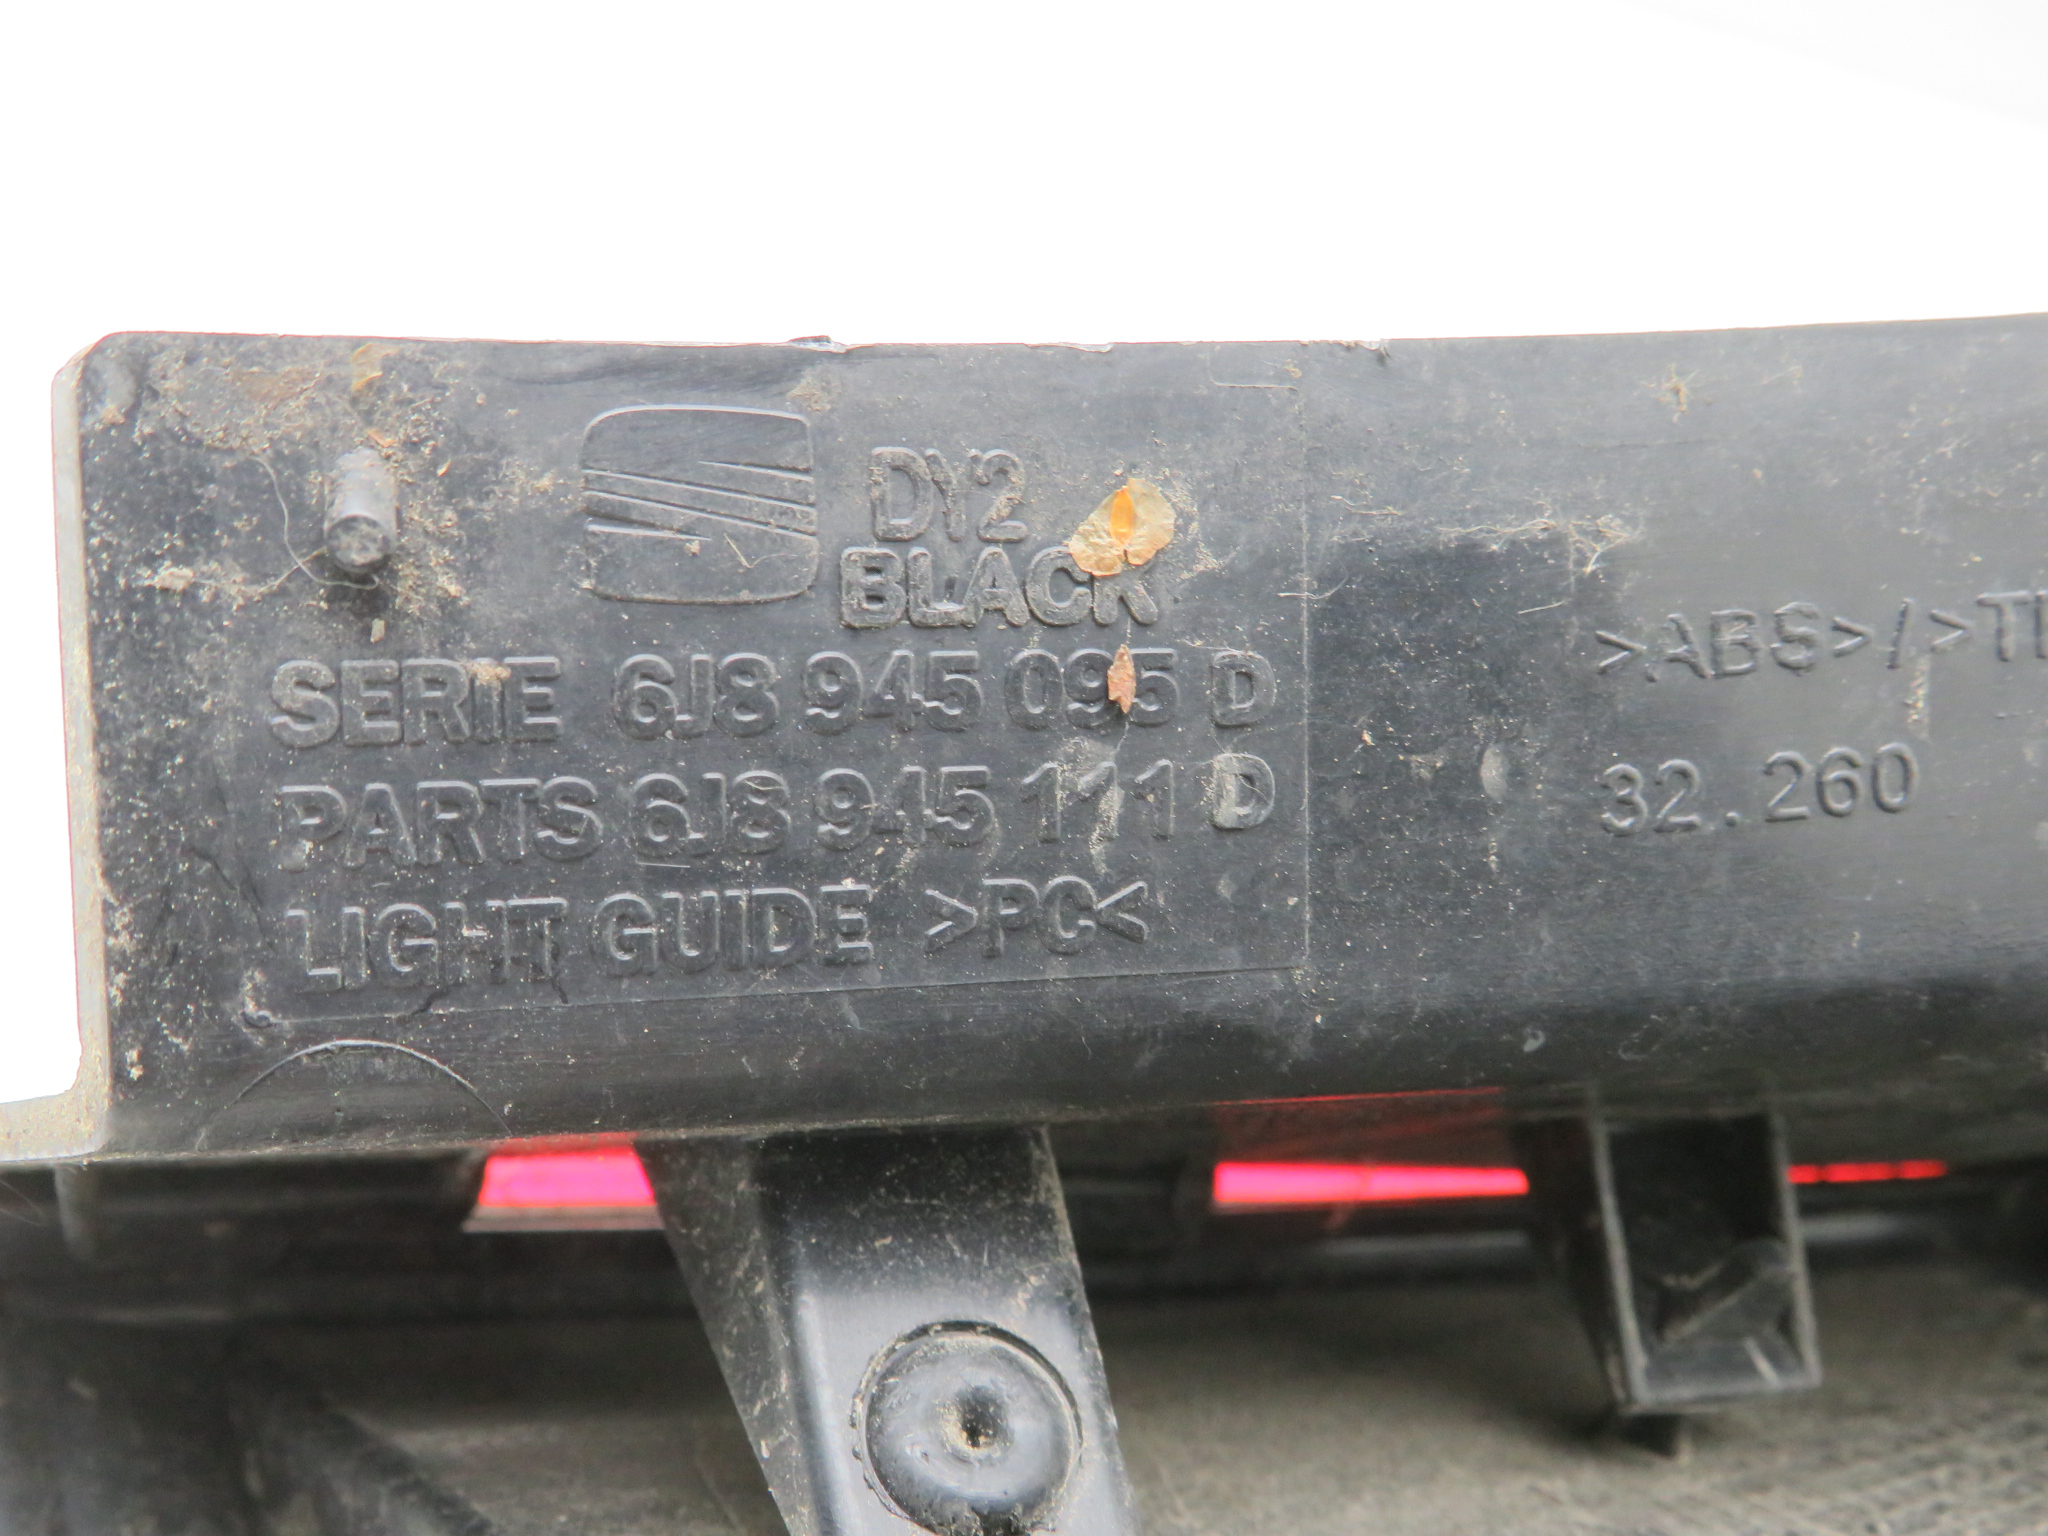 DY2
BLACK
SERIE 6J8 945 095 D
PARTS 6J8 945 111 D
LIGHT GUIDE >PC<
>ABS>/>T
32.260